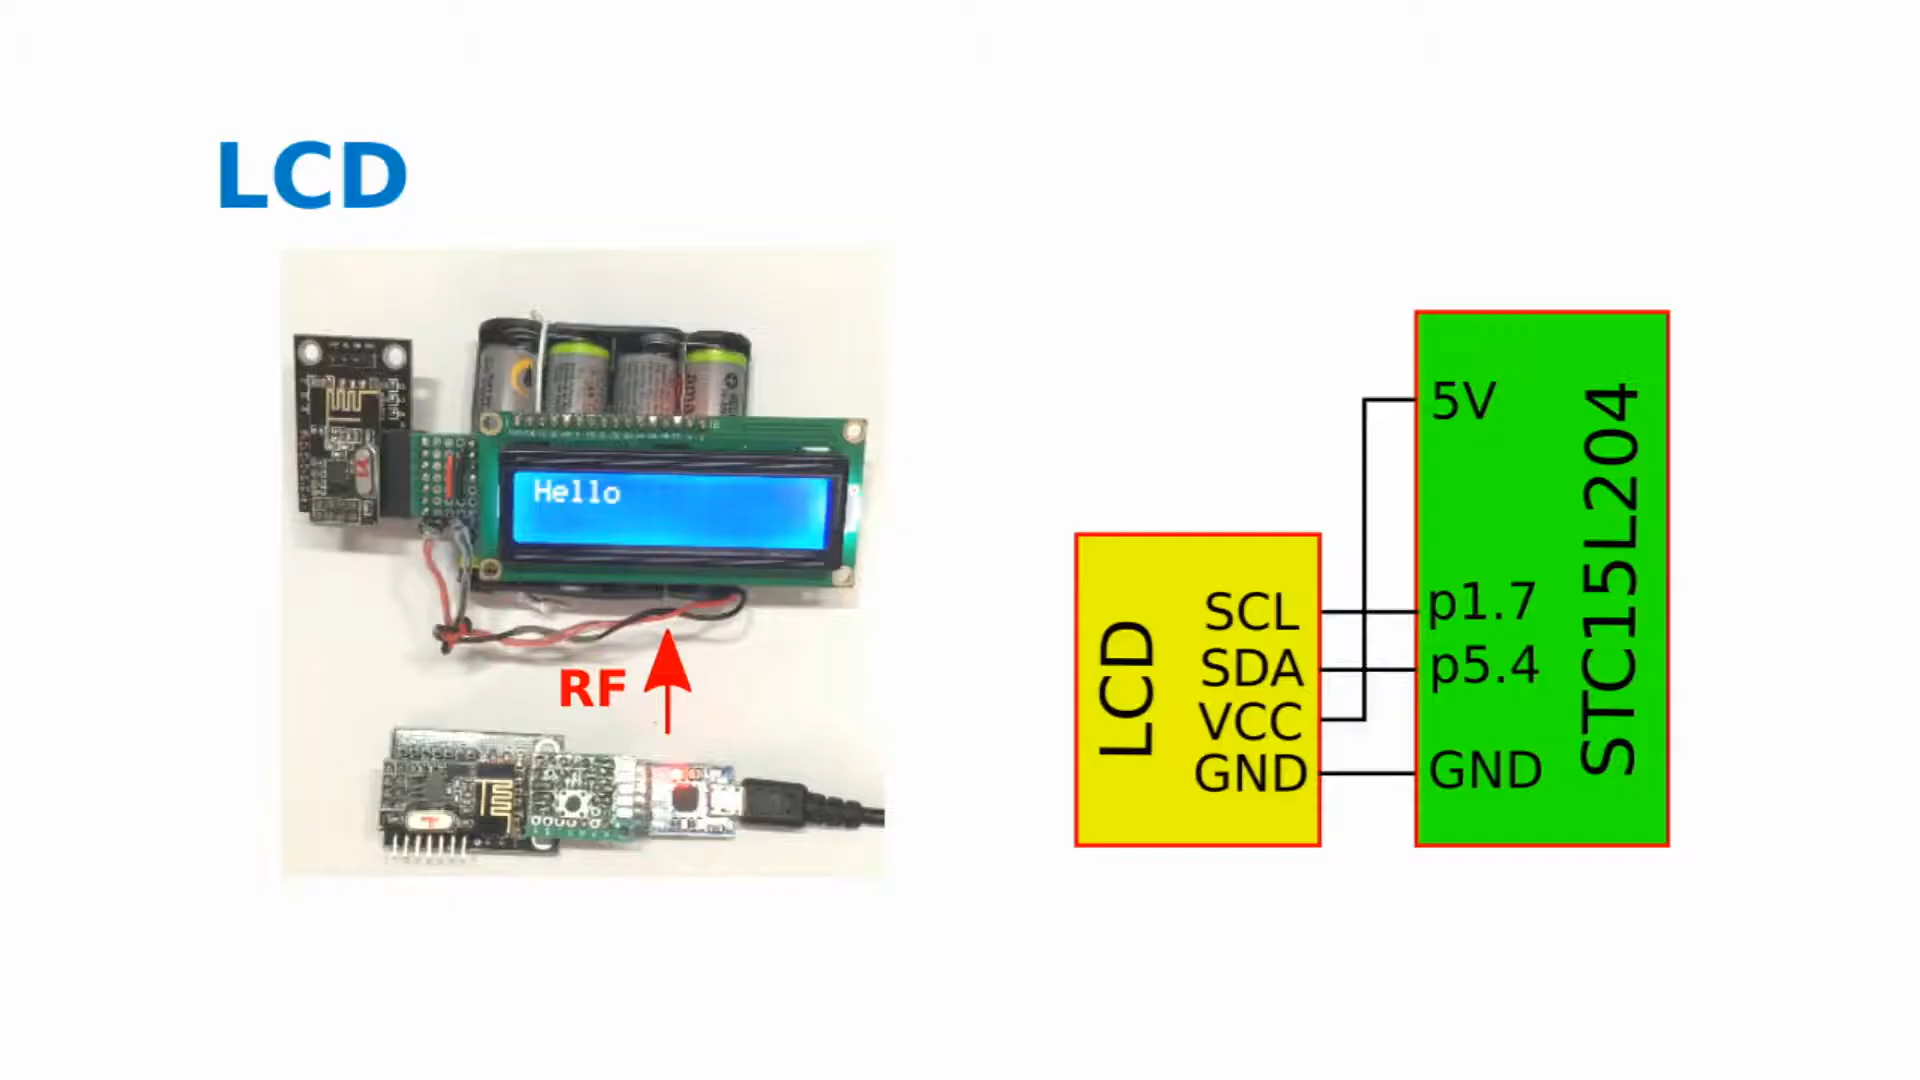 LCD
Hello
RF
LCD
SCL
SDA
VCC
GND
5V
p1.7
p5.4
GND
STC15L204